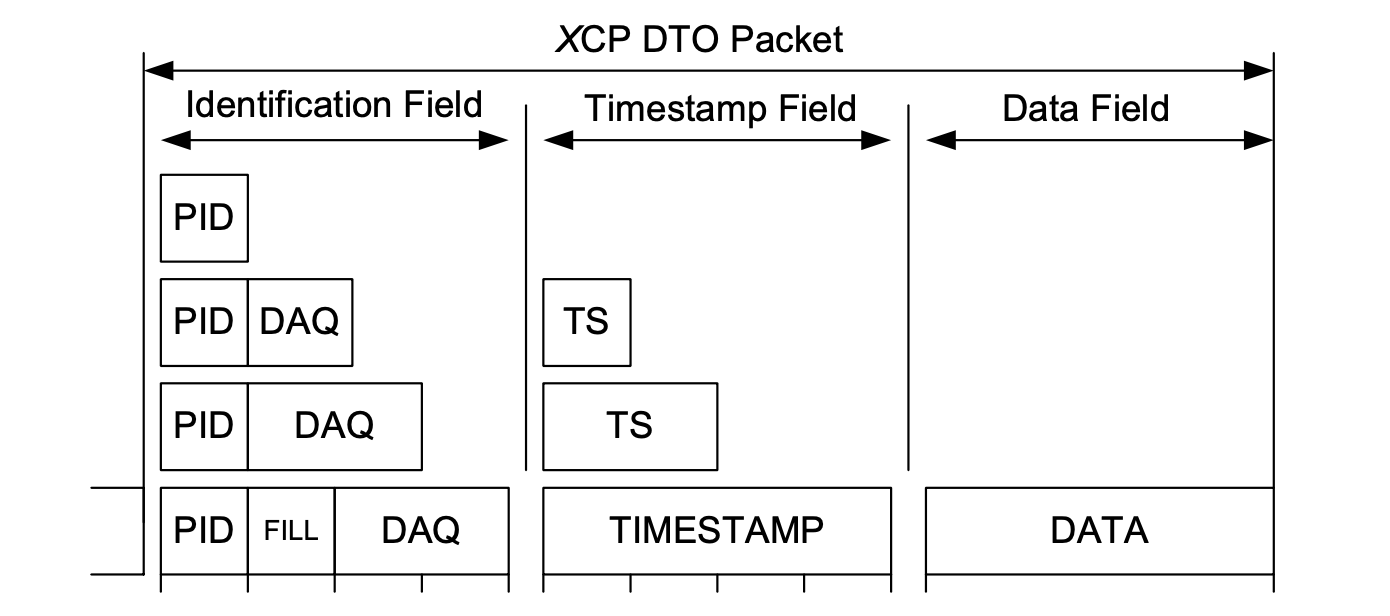 XCP DTO Packet
Identification Field Timestamp Field Data Field
PID
PID DAQ TS
PID DAQ TS
PID FILL DAQ TIMESTAMP DATA